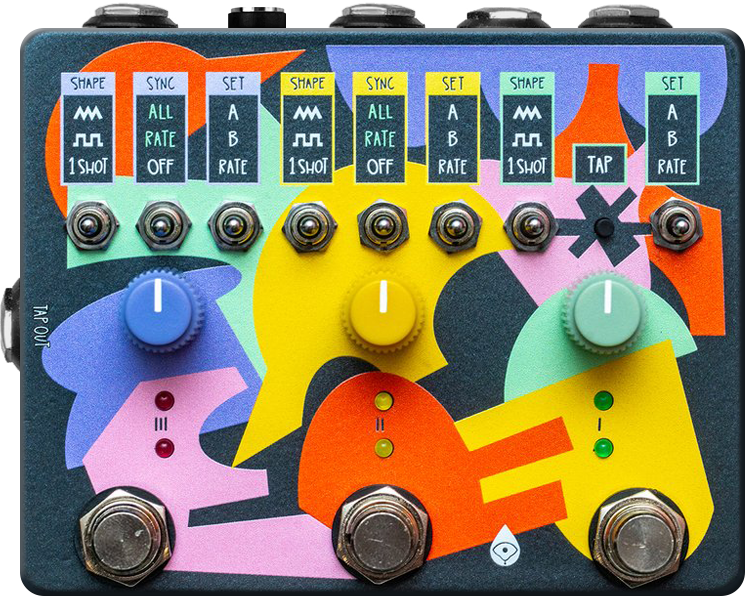 SHAPE
SYNC
SET
SHAPE
SYNC
SET
SHAPE
SET
ALL
A
ALL
A
A
RATE
B
RATE
B
B
1SHOT
OFF
RATE
1SHOT
OFF
RATE
1SHOT
TAP
RATE
TAP OUT
III
II
I